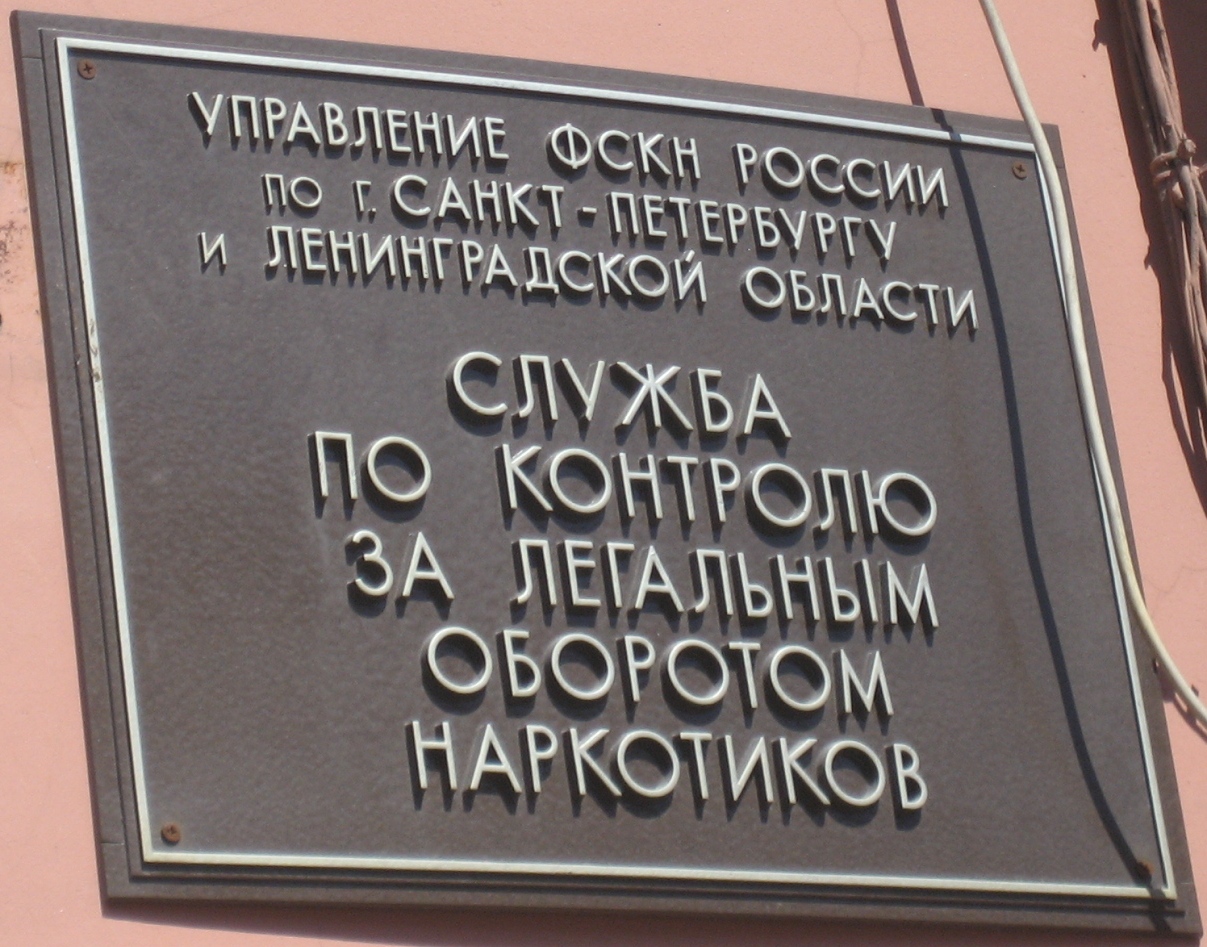 УПРАВЛЕНИЕ ФСКН РОССИИ
ПО Г. САНКТ-ПЕТЕРБУРГУ
И ЛЕНИНГРАДСКОЙ ОБЛАСТИ
СЛУЖБА
ПО КОНТРОЛЮ
ЗА ЛЕГАЛЬНЫМ
ОБОРОТОМ
НАРКОТИКОВ